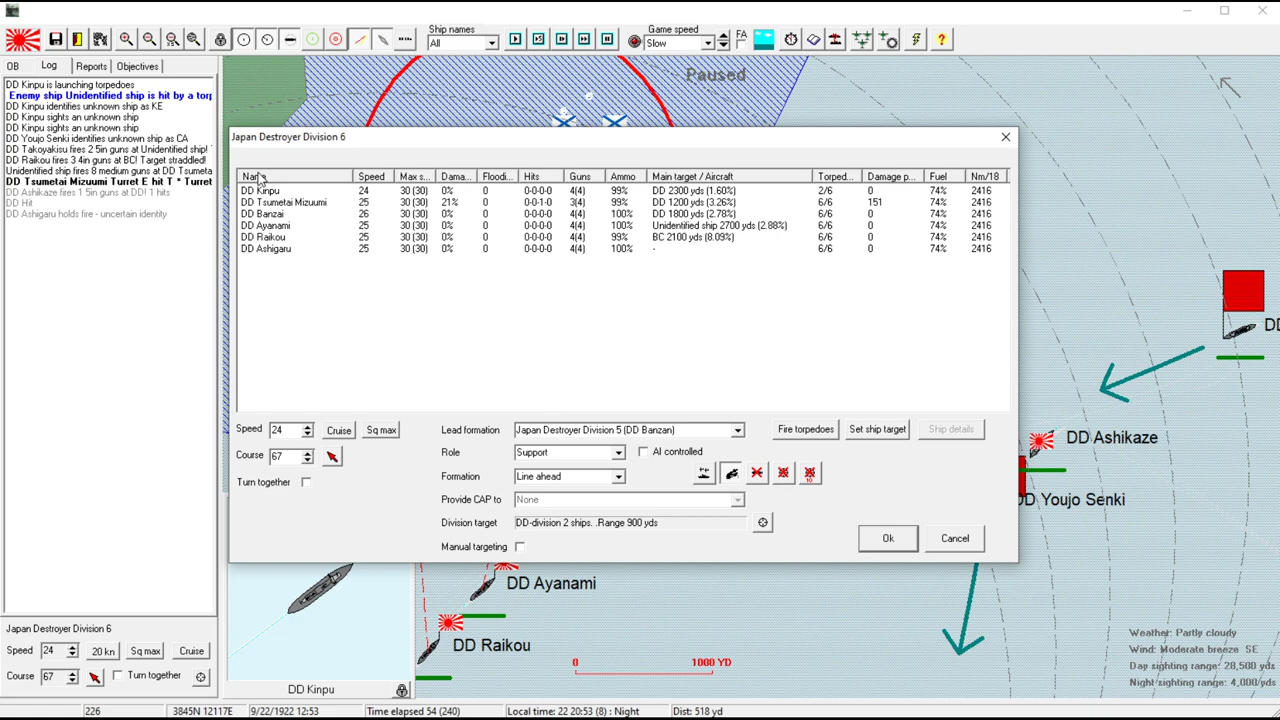 Ship names
All
Game speed
Slow
FA
OB
Log
Reports
Objectives
DD Kinpu is launching torpedoes
Enemy ship Unidentified ship is hit by a torp
DD Kinpu identifies unknown ship as KE
DD Kinpu sights an unknown ship
DD Kinpu sights an unknown ship
DD Youjo Senki identifies unknown ship as CA
DD Takoyakisu fires 2 5in guns at Unidentified ship!
DD Raikou fires 3 4in guns at BC! Target straddled!
Unidentified ship fires 8 medium guns at DD Tsumeta
DD Tsumetai Mizuumi Turret E hit T * Turret
DD Ashikaze fires 1 5in guns at DD! 1 hits
DD Hit
DD Ashigaru holds fire - uncertain identity
Paused
Japan Destroyer Division 6
Name Speed Max s... Dama... Floodi... Hits Guns Ammo Main target / Aircraft Torped... Damage p... Fuel Nm/18
DD Kinpu 24 30 (30) 0% 0 0-0-0-0 4(4) 99% DD 2300 yds (1.60%) 2/6 0 74% 2416
DD Tsumetai Mizuumi 25 30 (30) 21% 0 0-0-1-0 3(4) 99% DD 1200 yds (3.26%) 6/6 151 74% 2416
DD Banzai 26 30 (30) 0% 0 0-0-0-0 4(4) 100% DD 1800 yds (2.78%) 6/6 0 74% 2416
DD Ayanami 25 30 (30) 0% 0 0-0-0-0 4(4) 100% Unidentified ship 2700 yds (2.88%) 6/6 0 74% 2416
DD Raikou 25 30 (30) 0% 0 0-0-0-0 4(4) 99% BC 2100 yds (8.09%) 6/6 0 74% 2416
DD Ashigaru 25 30 (30) 0% 0 0-0-0-0 4(4) 100% - 6/6 0 74% 2416
Speed 24 Cruise Sq max
Course 67
Turn together
Lead formation Japan Destroyer Division 5 (DD Banzan)
Role Support AI controlled
Formation Line ahead
Provide CAP to None
Division target DD-division 2 ships. .Range 900 yds
Manual targeting
Fire torpedoes Set ship target Ship details
10
Ok Cancel
DD
DD Ashikaze
DD Youjo Senki
DD Ayanami
DD Raikou
0 1000 YD
Weather: Partly cloudy
Wind: Moderate breeze SE
Day sighting range: 28,500 yds
Night sighting range: 4,000/yds
Japan Destroyer Division 6
Speed 24 20 kn Sq max Cruise
Course 67 Turn together
DD Kinpu
226 3845N 12117E 9/22/1922 12:53 Time elapsed 54 (240) Local time: 22 20:53 (8) : Night Dist: 518 yd